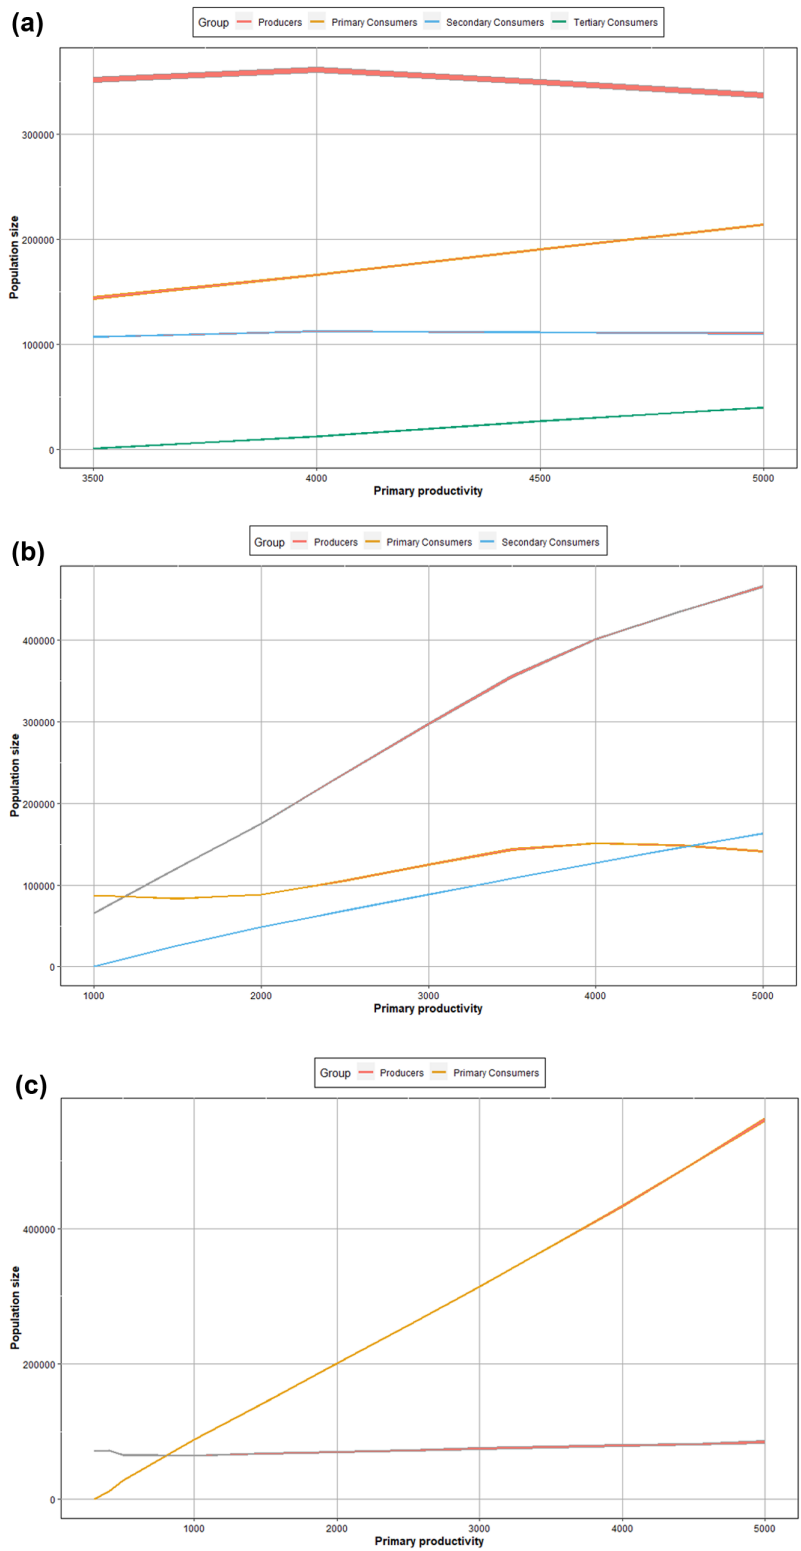 (a)
Group Producers Primary Consumers Secondary Consumers Tertiary Consumers
300000
200000
100000
0
Population size
3500 4000 4500 5000
Primary productivity
(b)
Group Producers Primary Consumers Secondary Consumers
400000
300000
200000
100000
0
Population size
1000 2000 3000 4000 5000
Primary productivity
(c)
Group Producers Primary Consumers
400000
200000
0
Population size
1000 2000 3000 4000 5000
Primary productivity